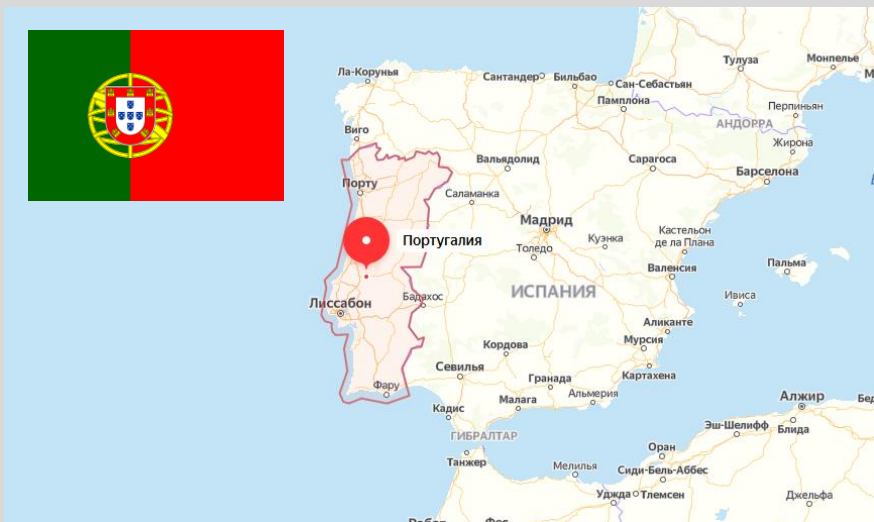 Тулуза
Монпелье
Ла-Корунья
Сантандер
Бильбао
Сан-Себастьян
Памплона
Перпиньян
АНДОРРА
Виго
Жирона
Вальядолид
Сарагоса
Барселона
Порту
Саламанка
Мадрид
Кастельон
де ла Плана
Португалия
Куэнка
Толедо
Пальма
Валенсия
ИСПАНИЯ
Бадахос
Ивиса
Лиссабон
Аликанте
Мурсия
Кордова
Севилья
Картахена
Гранада
Фару
Альмерия
Алжир
Малага
Кадис
Эш-Шелифф
Блида
ГИБРАЛТАР
Оран
Танжер
Мелилья
Сиди-Бель-Аббес
Уджда
Тлемсен
Джельфа